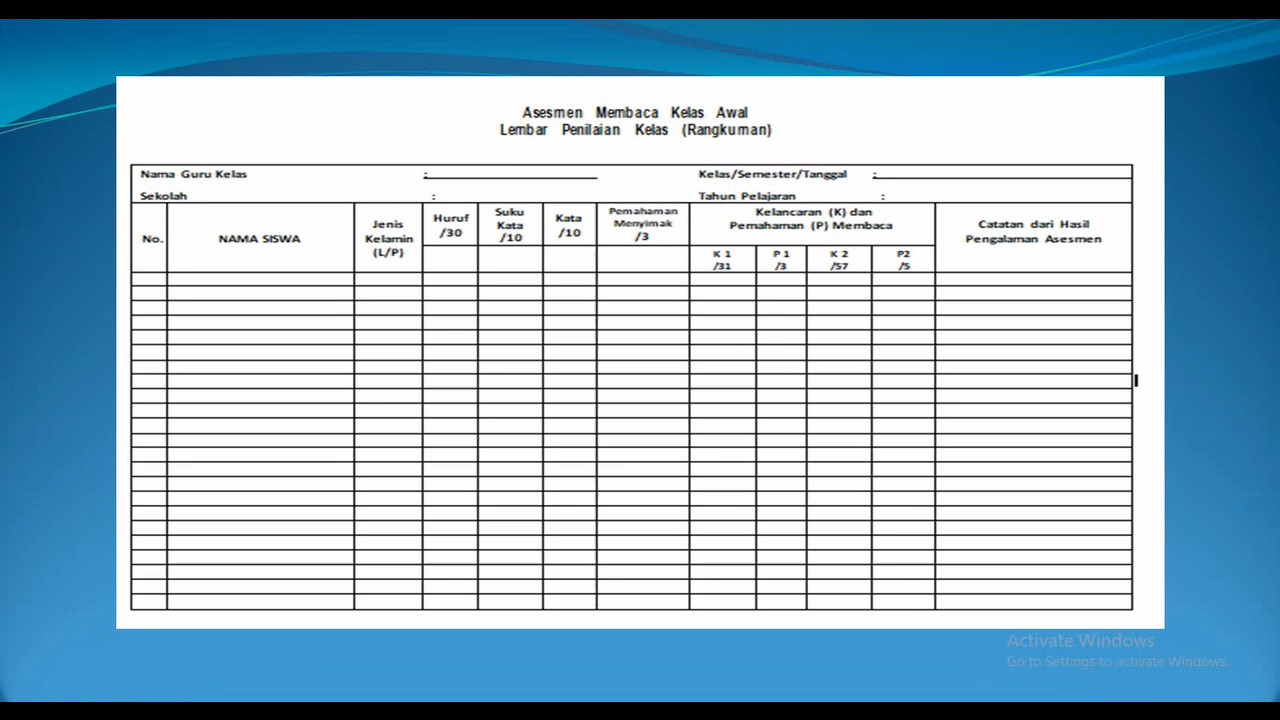 Asesmen Membaca Kelas Awal
Lembar Penilaian Kelas (Rangkuman)
Nama Guru Kelas :
Kelas/Semester/Tanggal :
Sekolah :
Tahun Pelajaran :
No.
NAMA SISWA
Jenis
Kelamin
(L/P)
Huruf
/30
Suku
Kata
/10
Kata
/10
Pemahaman
Menyimak
/3
Kelancaran (K) dan
Pemahaman (P) Membaca
K 1
/31
P 1
/3
K 2
/57
P2
/5
Catatan dari Hasil
Pengalaman Asesmen
Activate Windows
Go to Settings to activate Windows.